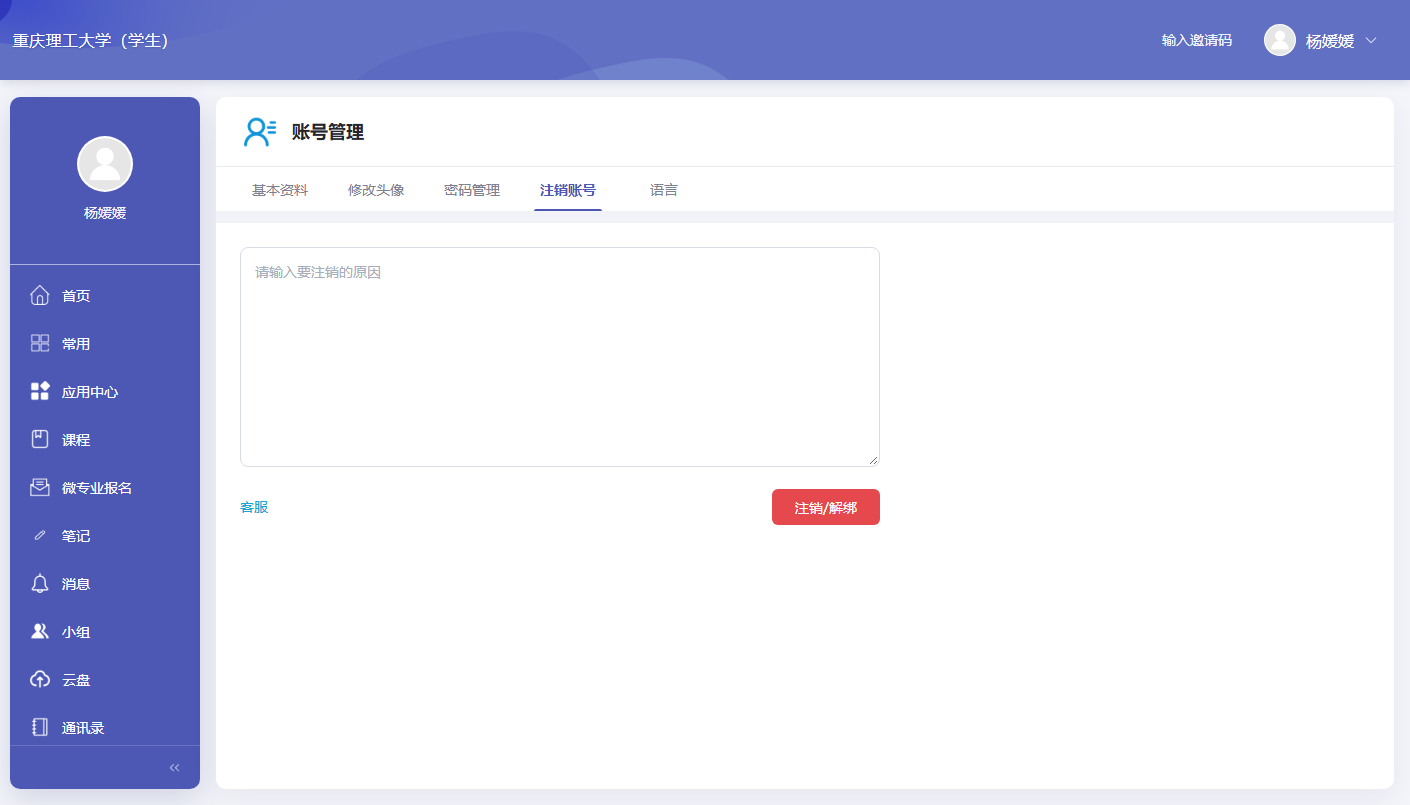 重庆理工大学（学生）
输入邀请码
杨媛媛
杨媛媛
首页
常用
应用中心
课程
微专业报名
笔记
消息
小组
云盘
通讯录
账号管理
基本资料 修改头像 密码管理 注销账号 语言
请输入要注销的原因
客服
注销/解绑